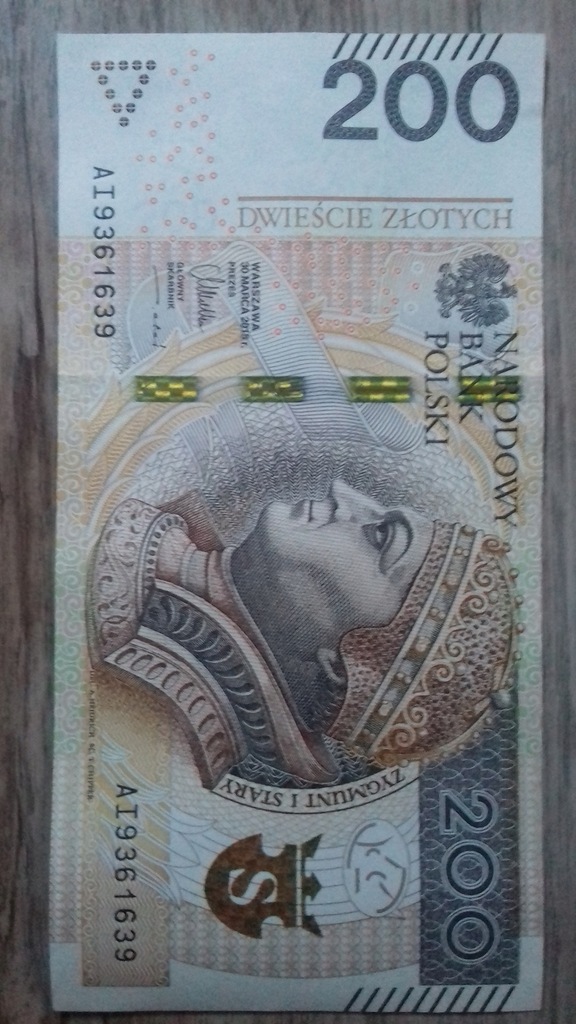 200
DWIEŚCIE ZŁOTYCH
AI9361639
WARSZAWA
30 MARCA 2015 r.
PREZES
GŁÓWNY
SKARBNIK
NARODOWY
BANK
POLSKI
ZYGMUNT I STARY
S
200
AI9361639